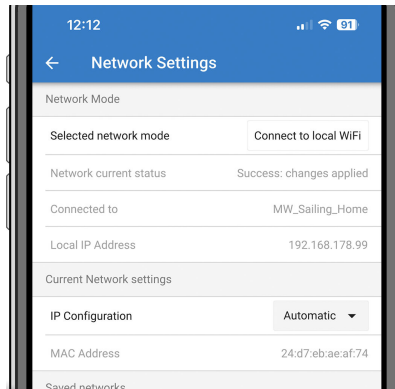 12:12
91
Network Settings
Network Mode
Selected network mode Connect to local WiFi
Network current status Success: changes applied
Connected to MW_Sailing_Home
Local IP Address 192.168.178.99
Current Network settings
IP Configuration Automatic
MAC Address 24:d7:eb:ae:af:74
Saved networks